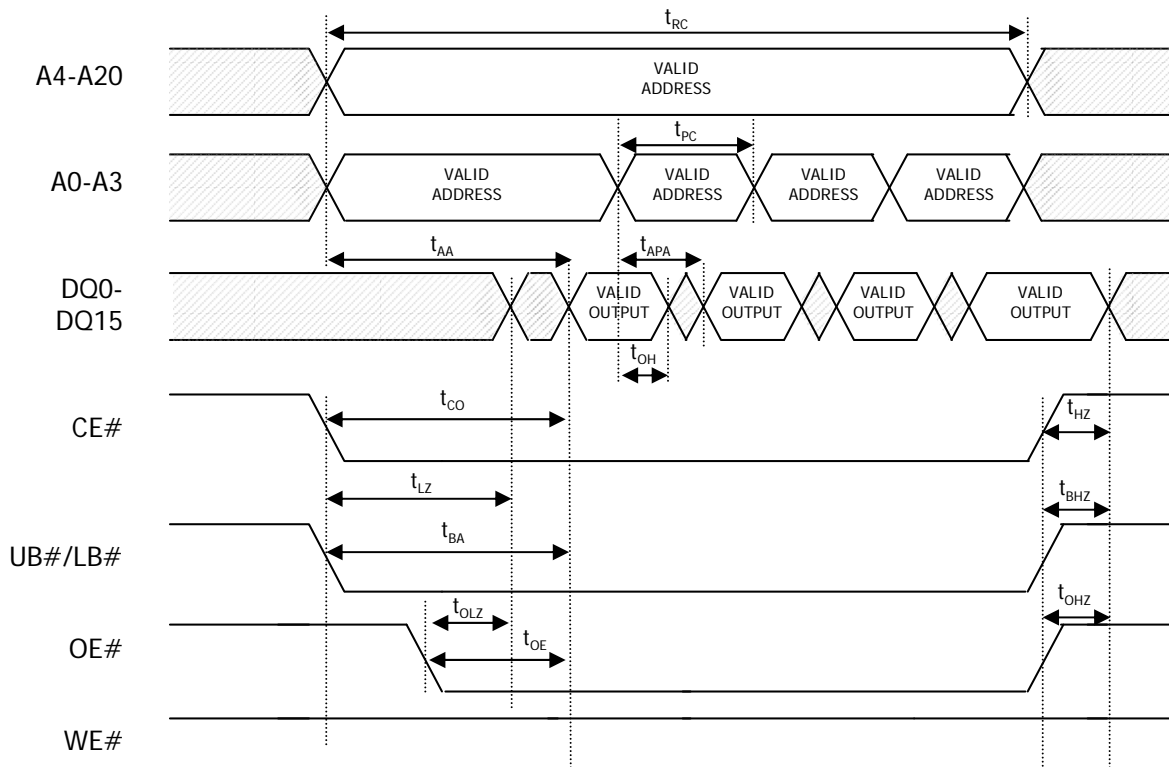 tRC
A4-A20
VALID
ADDRESS
tPC
A0-A3
VALID
ADDRESS
VALID
ADDRESS
VALID
ADDRESS
VALID
ADDRESS
tAA
tAPA
DQ0-
DQ15
VALID
OUTPUT
VALID
OUTPUT
VALID
OUTPUT
VALID
OUTPUT
tOH
tCO
tHZ
CE#
tLZ
tBHZ
tBA
UB#/LB#
tOLZ
tOHZ
tOE
OE#
WE#